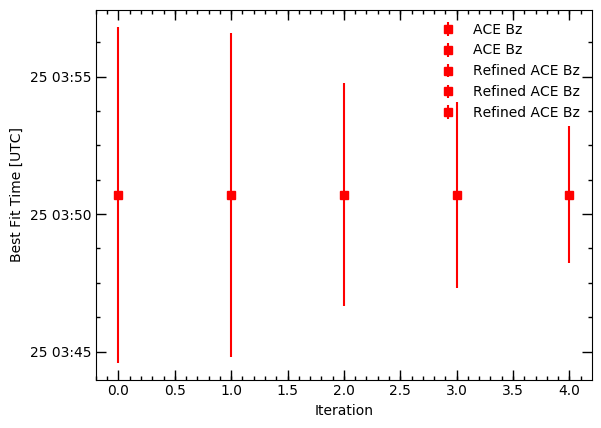 ACE Bz
ACE Bz
Refined ACE Bz
Refined ACE Bz
Refined ACE Bz
25 03:55
25 03:50
25 03:45
Best Fit Time [UTC]
0.0 0.5 1.0 1.5 2.0 2.5 3.0 3.5 4.0
Iteration